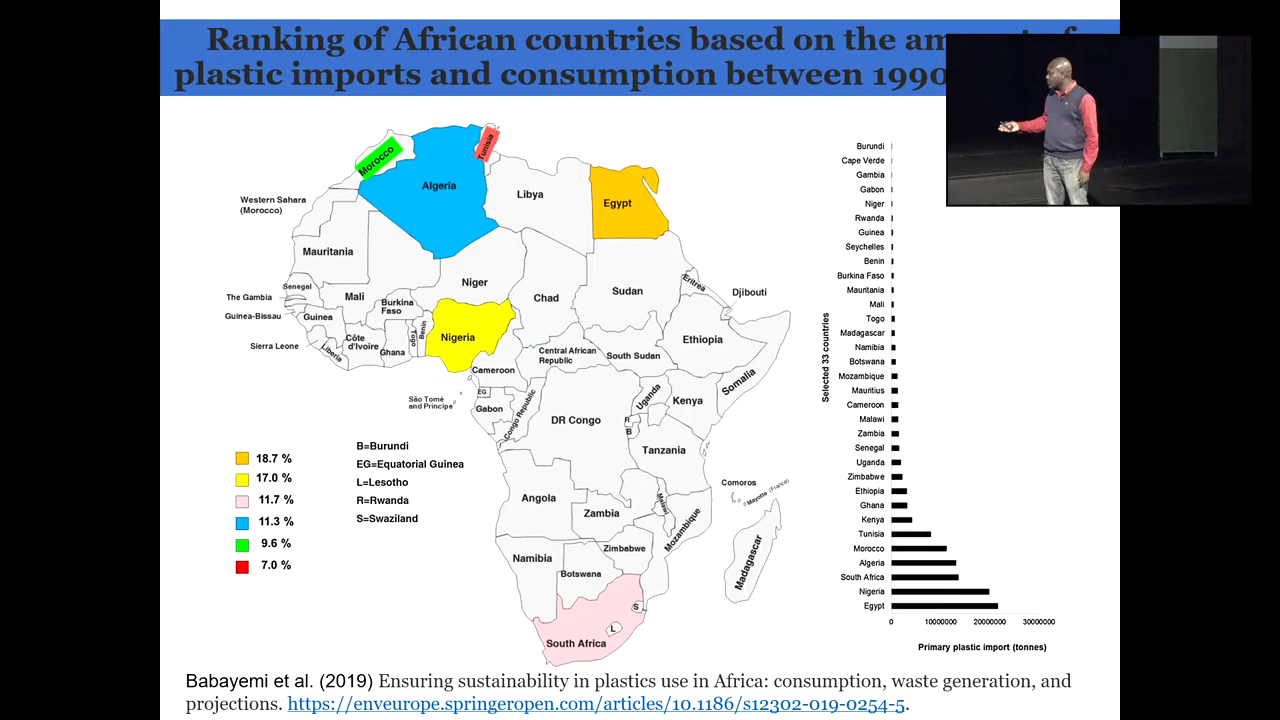 Ranking of African countries based on the
plastic imports and consumption between 1990
Morocco
Tunisia
Algeria
Libya
Egypt
Western Sahara
(Morocco)
Mauritania
Mali
Niger
Chad
Sudan
Eritrea
Djibouti
Senegal
The Gambia
Guinea-Bissau
Guinea
Sierra Leone
Liberia
Côte
d'Ivoire
Burkina
Faso
Ghana
Togo
Benin
Nigeria
Cameroon
Central African
Republic
South Sudan
Ethiopia
Somalia
EG
São Tomé
and Príncipe
Gabon
Congo Republic
DR Congo
Uganda
Kenya
R
B
Tanzania
Angola
Zambia
Malawi
Mozambique
Comoros
Mayotte (France)
Zimbabwe
Namibia
Botswana
Madagascar
South Africa
S
L
18.7 %
17.0 %
11.7 %
11.3 %
9.6 %
7.0 %
B=Burundi
EG=Equatorial Guinea
L=Lesotho
R=Rwanda
S=Swaziland
Selected 33 countries
Burundi
Cape Verde
Gambia
Gabon
Niger
Rwanda
Guinea
Seychelles
Benin
Burkina Faso
Mauritania
Mali
Togo
Madagascar
Namibia
Botswana
Mozambique
Mauritius
Cameroon
Malawi
Zambia
Senegal
Uganda
Zimbabwe
Ethiopia
Ghana
Kenya
Tunisia
Morocco
Algeria
South Africa
Nigeria
Egypt
0 10000000 20000000 30000000
Primary plastic import (tonnes)
Babayemi et al. (2019) Ensuring sustainability in plastics use in Africa: consumption, waste generation, and
projections. https://enveurope.springeropen.com/articles/10.1186/s12302-019-0254-5.